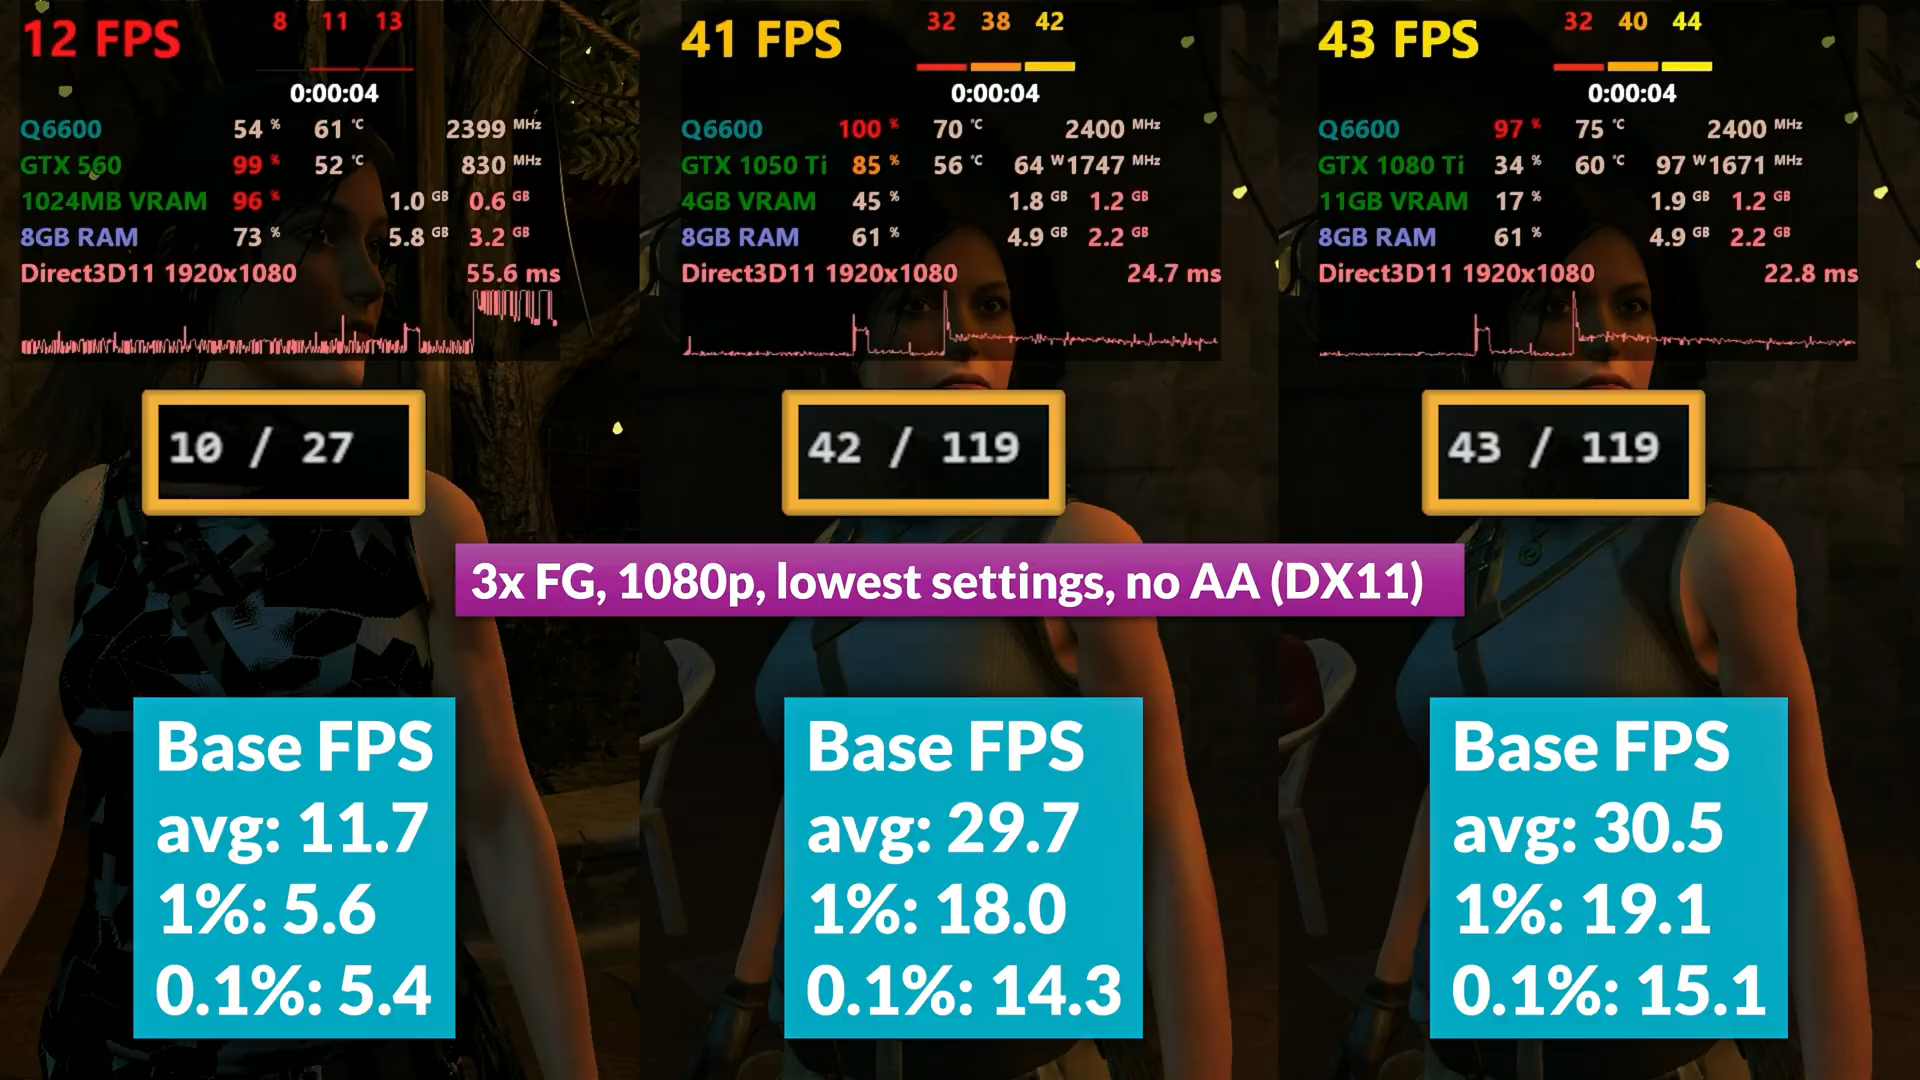 12 FPS
8 11 13
0:00:04
Q6600 54 % 61 °C 2399 MHz
GTX 560 99 % 52 °C 830 MHz
1024MB VRAM 96 % 1.0 GB 0.6 GB
8GB RAM 73 % 5.8 GB 3.2 GB
Direct3D11 1920x1080 55.6 ms
10 / 27
41 FPS
32 38 42
0:00:04
Q6600 100 % 70 °C 2400 MHz
GTX 1050 Ti 85 % 56 °C 64 W 1747 MHz
4GB VRAM 45 % 1.8 GB 1.2 GB
8GB RAM 61 % 4.9 GB 2.2 GB
Direct3D11 1920x1080 24.7 ms
42 / 119
43 FPS
32 40 44
0:00:04
Q6600 97 % 75 °C 2400 MHz
GTX 1080 Ti 34 % 60 °C 97 W 1671 MHz
11GB VRAM 17 % 1.9 GB 1.2 GB
8GB RAM 61 % 4.9 GB 2.2 GB
Direct3D11 1920x1080 22.8 ms
43 / 119
3x FG, 1080p, lowest settings, no AA (DX11)
Base FPS
avg: 11.7
1%: 5.6
0.1%: 5.4
Base FPS
avg: 29.7
1%: 18.0
0.1%: 14.3
Base FPS
avg: 30.5
1%: 19.1
0.1%: 15.1